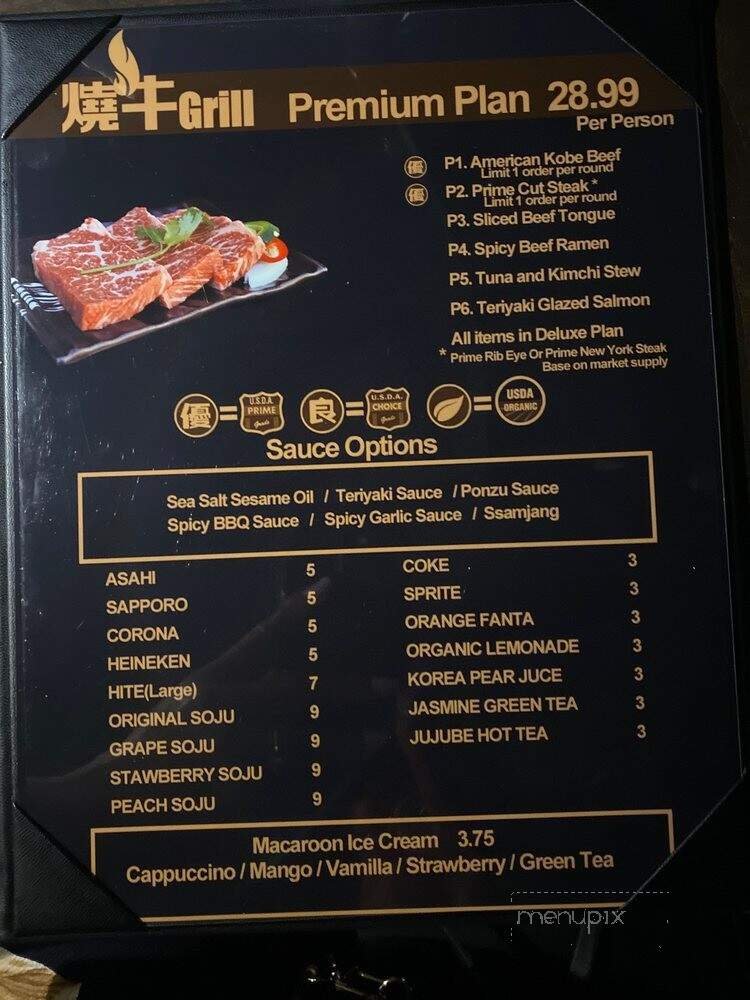 燒牛Grill Premium Plan 28.99
Per Person
優 P1. American Kobe Beef
Limit 1 order per round
優 P2. Prime Cut Steak *
Limit 1 order per round
P3. Sliced Beef Tongue
P4. Spicy Beef Ramen
P5. Tuna and Kimchi Stew
P6. Teriyaki Glazed Salmon
All items in Deluxe Plan
* Prime Rib Eye Or Prime New York Steak
Base on market supply
優 = U.S.D.A. PRIME Grade 良 = U.S.D.A. CHOICE Grade = USDA ORGANIC
Sauce Options
Sea Salt Sesame Oil / Teriyaki Sauce / Ponzu Sauce
Spicy BBQ Sauce / Spicy Garlic Sauce / Ssamjang
ASAHI 5
SAPPORO 5
CORONA 5
HEINEKEN 5
HITE(Large) 7
ORIGINAL SOJU 9
GRAPE SOJU 9
STAWBERRY SOJU 9
PEACH SOJU 9
COKE 3
SPRITE 3
ORANGE FANTA 3
ORGANIC LEMONADE 3
KOREA PEAR JUCE 3
JASMINE GREEN TEA 3
JUJUBE HOT TEA 3
Macaroon Ice Cream 3.75
Cappuccino / Mango / Vamilla / Strawberry / Green Tea
menupix